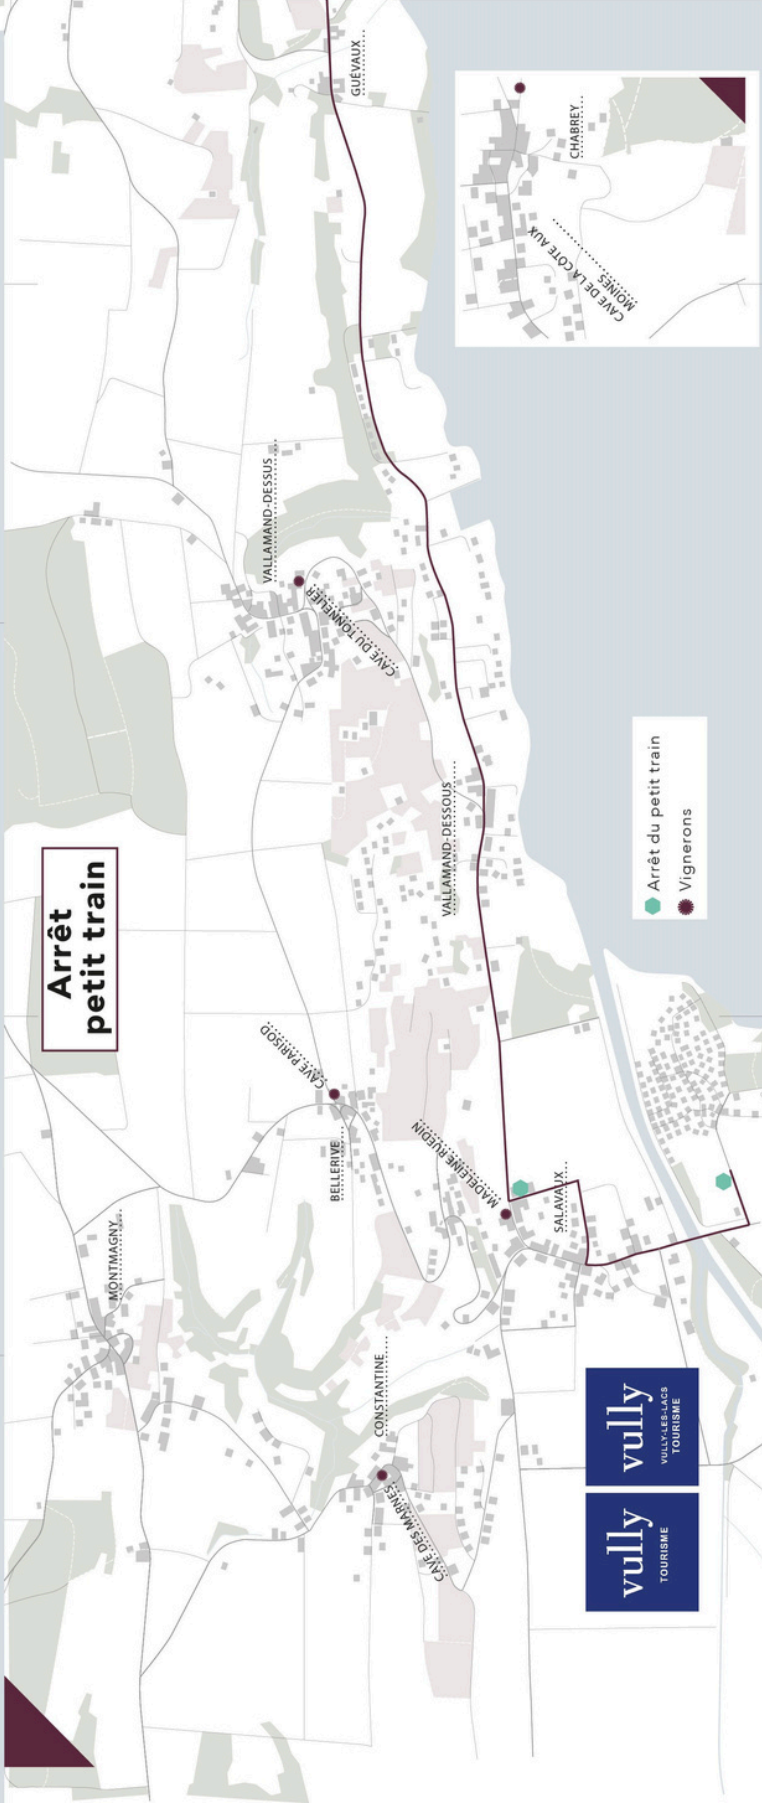 Arrêt
petit train
MONTMAGNY
CONSTANTINE
CAVE DES MARNES
BELLERIVE
CAVE PARISOD
MADELEINE RUEDIN
SALAVAUX
VALLAMAND-DESSUS
CAVE DU TONNELIER
VALLAMAND-DESSOUS
GUÉVAUX
CAVE DE LA CÔTE AUX
MOINES
CHABREY
Arrêt du petit train
Vignerons
vully
TOURISME
vully
VULLY-LES-LACS
TOURISME